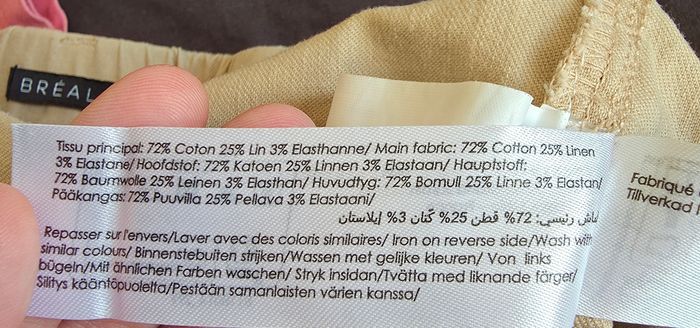 BRÉAL
Tissu principal: 72% Coton 25% Lin 3% Elasthanne/ Main fabric: 72% Cotton 25% Linen
3% Elastane/ Hoofdstof: 72% Katoen 25% Linnen 3% Elastaan/ Hauptstoff:
72% Baumwolle 25% Leinen 3% Elasthan/ Huvudtyg: 72% Bomull 25% Linne 3% Elastan/
Pääkangas: 72% Puuvilla 25% Pellava 3% Elastaani/
قماش رئيسي: 72% قطن 25% كتان 3% إيلاستان
Repasser sur l'envers/Laver avec des coloris similaires/ Iron on reverse side/Wash with
similar colours/ Binnenstebuiten strijken/Wassen met gelijke kleuren/ Von links
bügeln/Mit ähnlichen Farben waschen/ Stryk insidan/Tvätta med liknande färger/
Silitys kääntöpuolelta/Pestään samanlaisten värien kanssa/
Fabriqué
Tillverkad